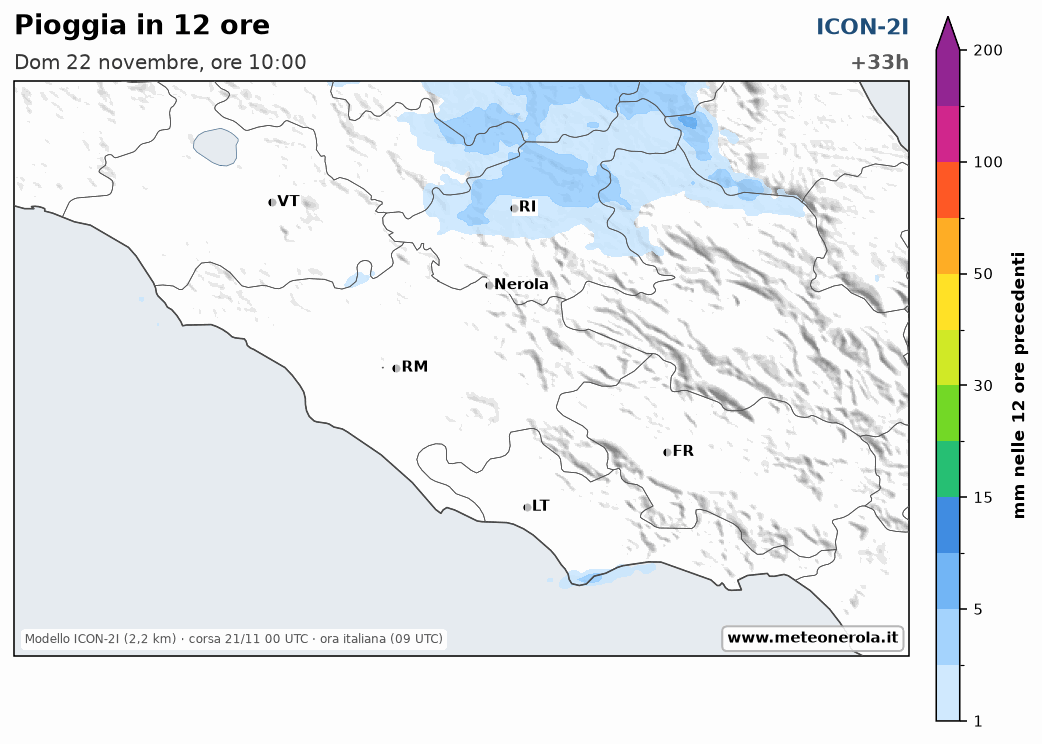 Pioggia in 12 ore
ICON-2I
Dom 22 novembre, ore 10:00
+33h
VT
RI
Nerola
RM
FR
LT
Modello ICON-2I (2,2 km) · corsa 21/11 00 UTC · ora italiana (09 UTC)
www.meteonerola.it
200
100
50
30
15
5
1
mm nelle 12 ore precedenti